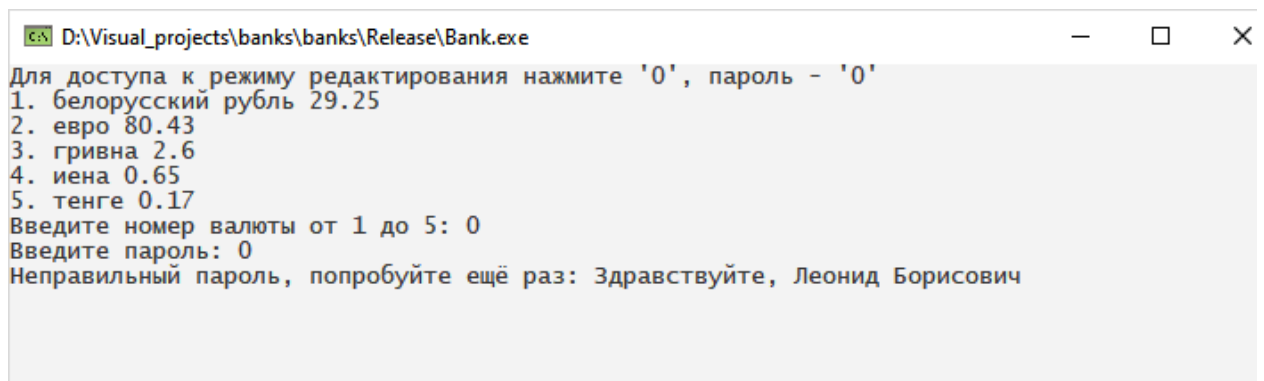 D:\Visual_projects\banks\banks\Release\Bank.exe
Для доступа к режиму редактирования нажмите '0', пароль - '0'
1. белорусский рубль 29.25
2. евро 80.43
3. гривна 2.6
4. иена 0.65
5. тенге 0.17
Введите номер валюты от 1 до 5: 0
Введите пароль: 0
Неправильный пароль, попробуйте ещё раз: Здравствуйте, Леонид Борисович